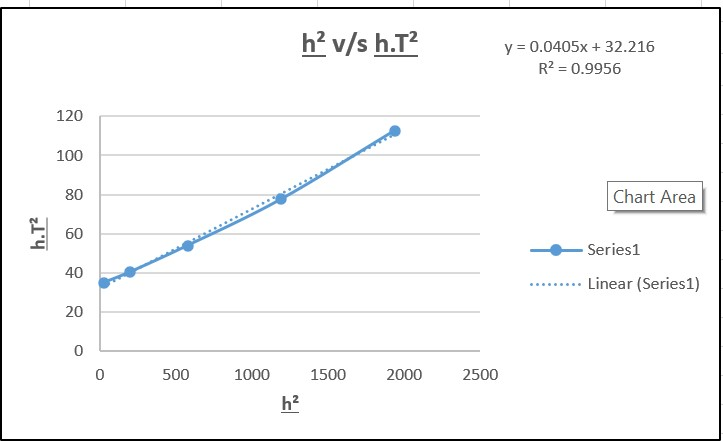 h² v/s h.T²
y = 0.0405x + 32.216
R² = 0.9956
120
100
80
60
40
20
0
h.T²
0 500 1000 1500 2000 2500
h²
Chart Area
Series1
Linear (Series1)